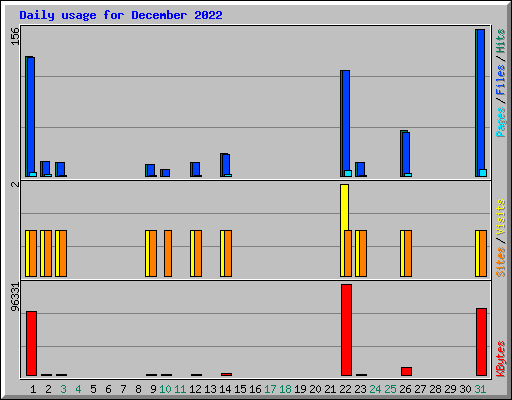 Daily usage for December 2022
156
Pages / Files / Hits
2
Sites / Visits
96331
KBytes
1 2 3 4 5 6 7 8 9 10 11 12 13 14 15 16 17 18 19 20 21 22 23 24 25 26 27 28 29 30 31